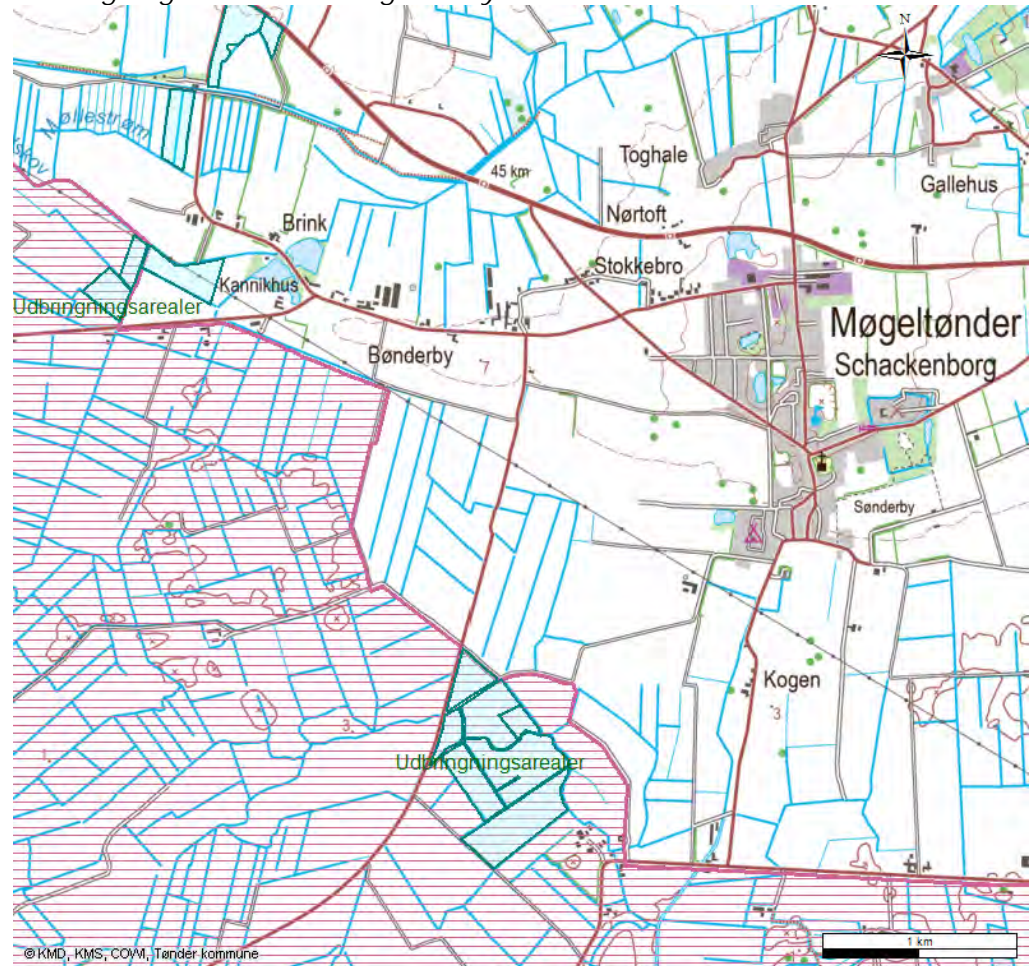 N
Møllestrøm
45 km
Toghale
Gallehus
Nørtoft
Brink
Stokkebro
Kannikhus
Udbringningsarealer
Møgeltønder
Schackenborg
Bønderby
7
Sønderby
Kogen
3
3.
1.
Udbringningsarealer
1 km
© KMD, KMS, COWI, Tønder kommune